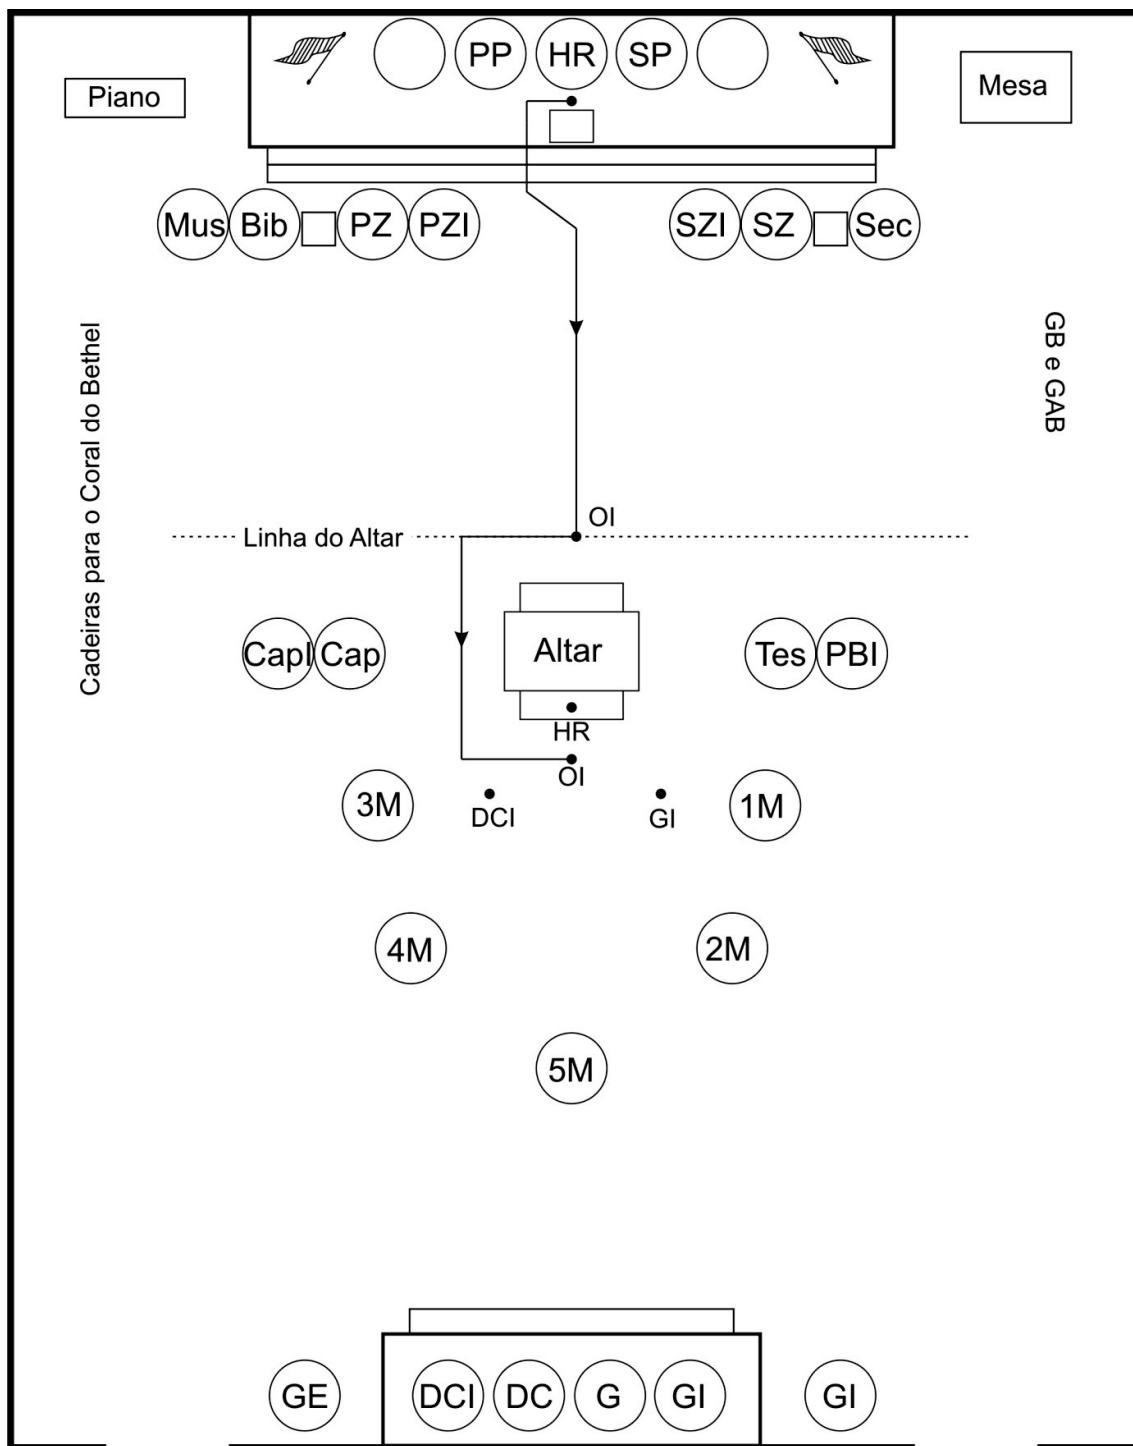 PP
HR
SP
Piano
Mesa
Mus
Bib
PZ
PZI
SZI
SZ
Sec
Cadeiras para o Coral do Bethel
GB e GAB
OI
Linha do Altar
CapI
Cap
Altar
Tes
PBI
HR
OI
3M
DCI
GI
1M
4M
2M
5M
GE
DCI
DC
G
GI
GI